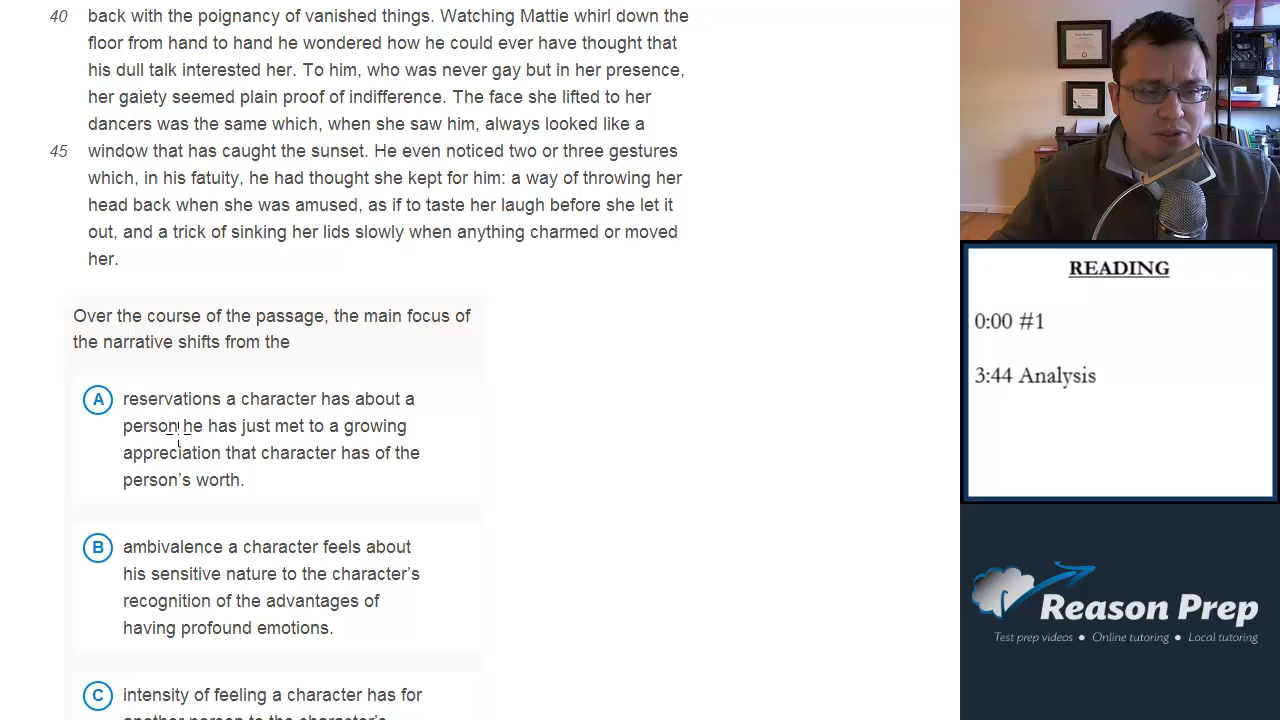 40 back with the poignancy of vanished things. Watching Mattie whirl down the
floor from hand to hand he wondered how he could ever have thought that
his dull talk interested her. To him, who was never gay but in her presence,
her gaiety seemed plain proof of indifference. The face she lifted to her
dancers was the same which, when she saw him, always looked like a
45 window that has caught the sunset. He even noticed two or three gestures
which, in his fatuity, he had thought she kept for him: a way of throwing her
head back when she was amused, as if to taste her laugh before she let it
out, and a trick of sinking her lids slowly when anything charmed or moved
her.
Over the course of the passage, the main focus of
the narrative shifts from the
A reservations a character has about a
person he has just met to a growing
appreciation that character has of the
person's worth.
B ambivalence a character feels about
his sensitive nature to the character's
recognition of the advantages of
having profound emotions.
C intensity of feeling a character has for
another person to the character's
READING
0:00 #1
3:44 Analysis
Reason Prep
Test prep videos • Online tutoring • Local tutoring